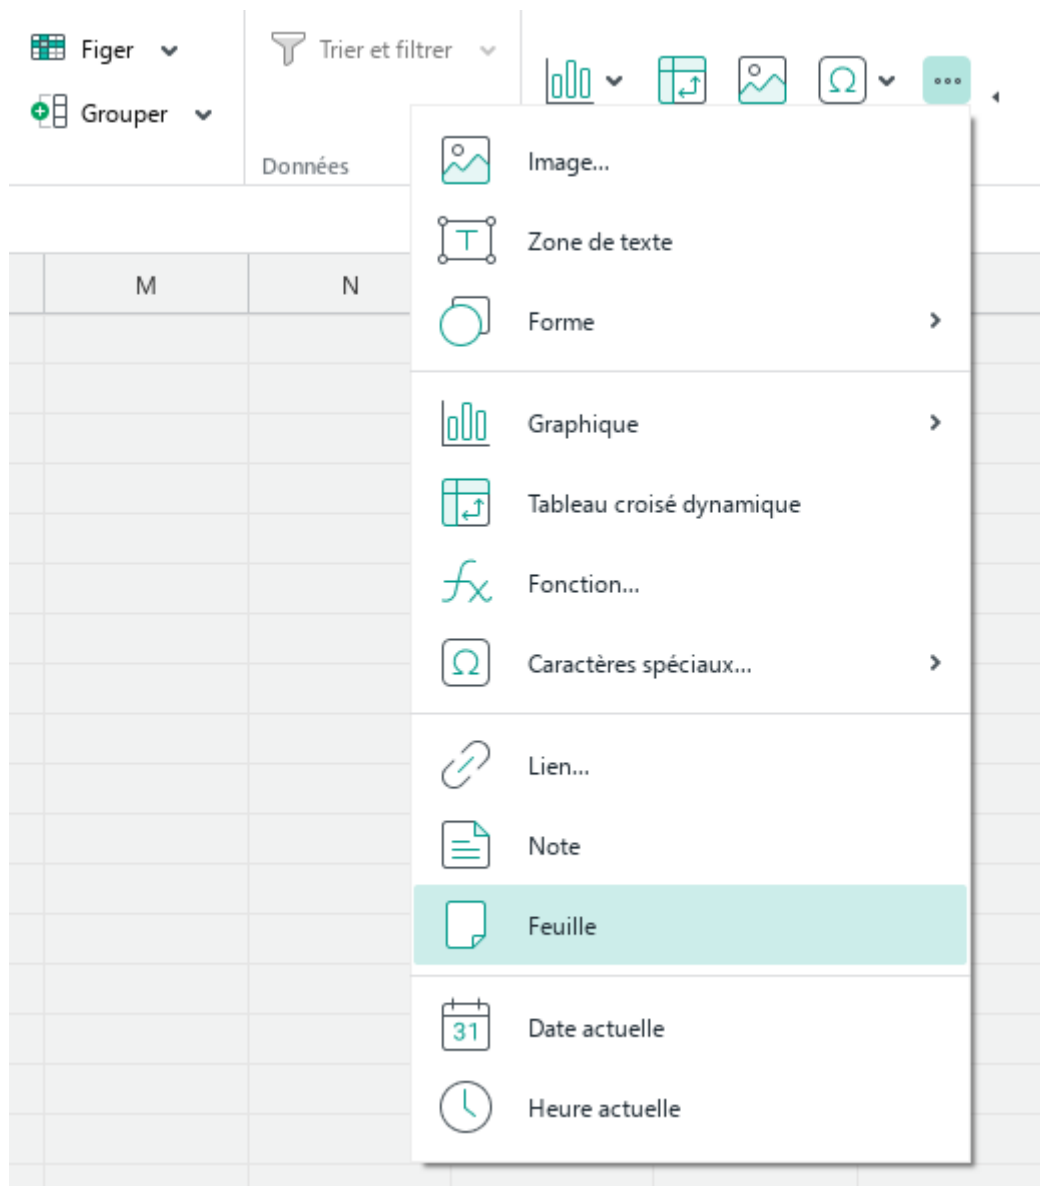 Figer
Trier et filtrer
Grouper
Données
Image...
Zone de texte
M
N
Forme
Graphique
Tableau croisé dynamique
Fonction...
Caractères spéciaux...
Lien...
Note
Feuille
31
Date actuelle
Heure actuelle